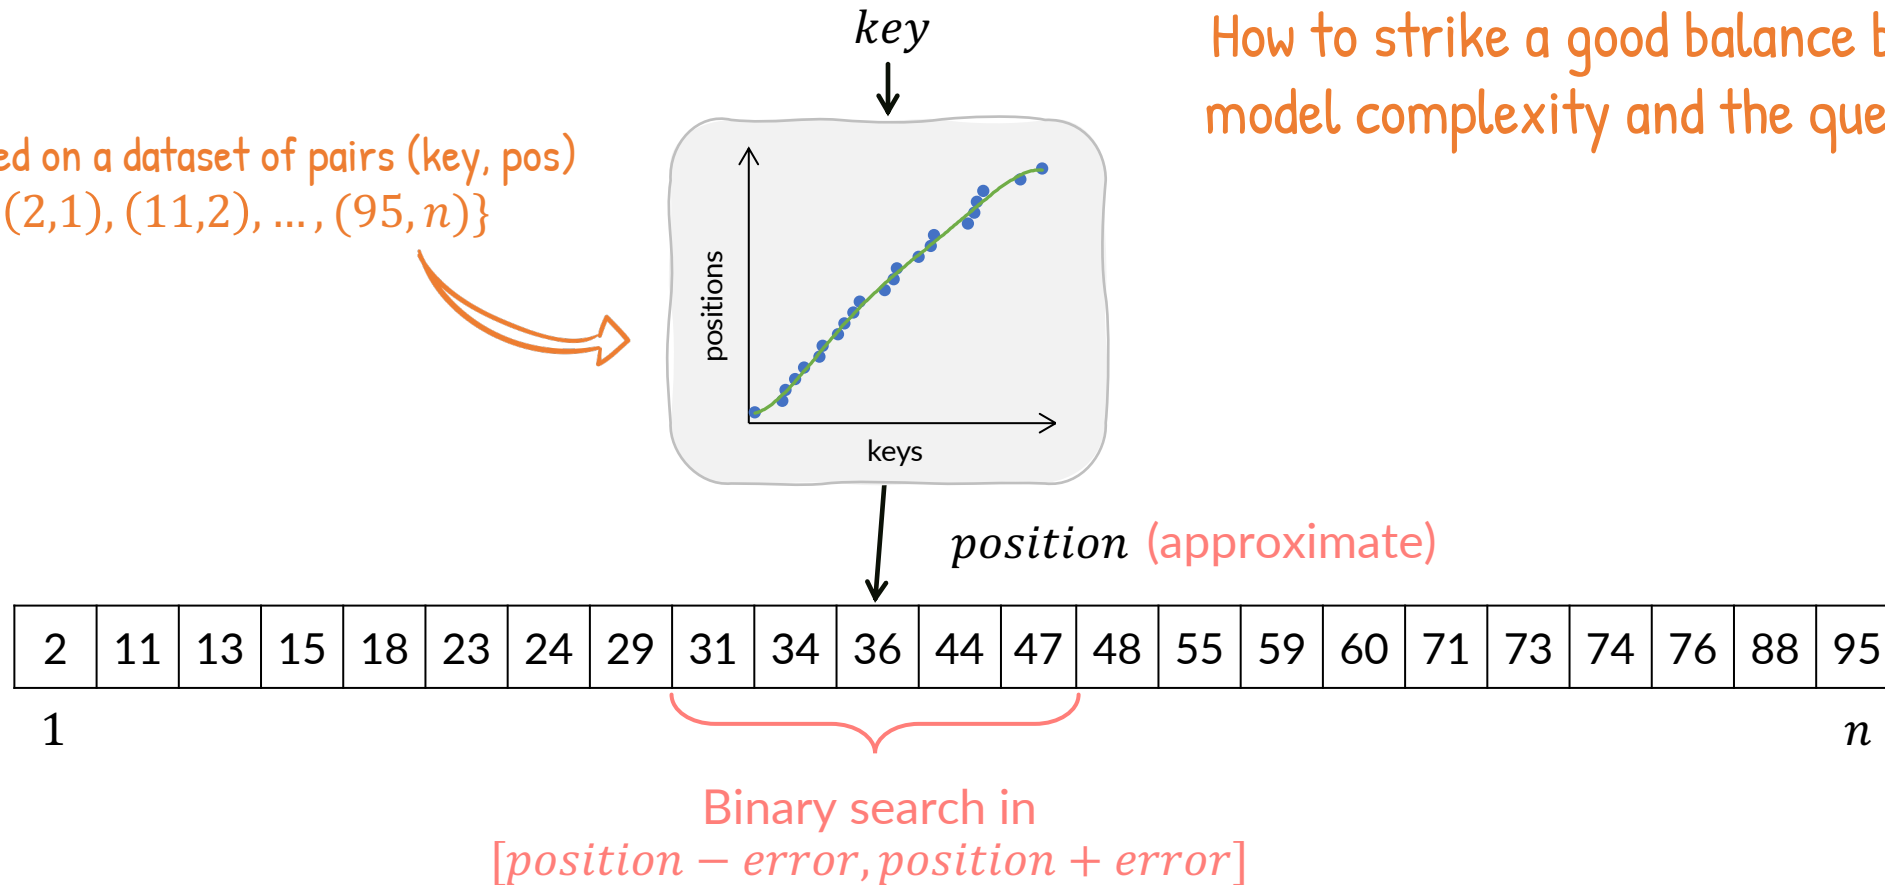 key
How to strike a good balance
model complexity and the
on a dataset of pairs (key, pos)
(2,1), (11,2), ... , (95, n)}
positions
keys
position (approximate)
2 11 13 15 18 23 24 29 31 34 36 44 47 48 55 59 60 71 73 74 76 88 95
1 n
Binary search in
[position − error, position + error]